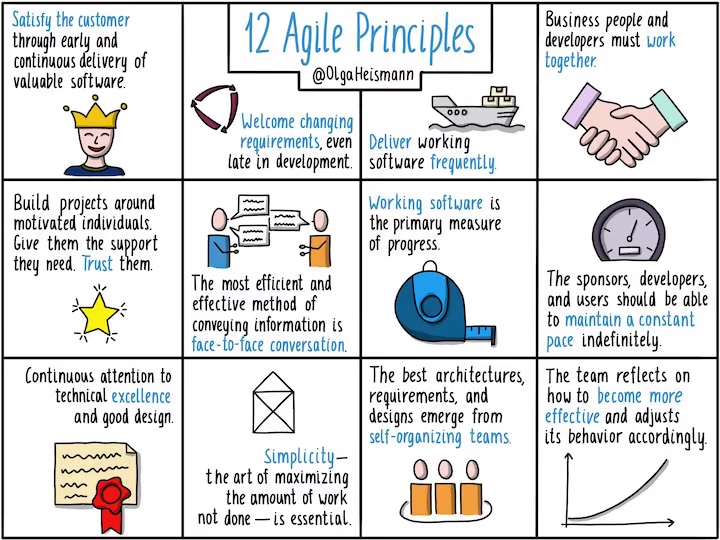 12 Agile Principles
@OlgaHeismann
Satisfy the customer
through early and
continuous delivery of
valuable software.
Welcome changing
requirements, even
late in development.
Deliver working
software frequently.
Business people and
developers must work
together.
Build projects around
motivated individuals.
Give them the support
they need. Trust them.
The most efficient and
effective method of
conveying information is
face-to-face conversation.
Working software is
the primary measure
of progress.
The sponsors, developers,
and users should be able
to maintain a constant
pace indefinitely.
Continuous attention to
technical excellence
and good design.
Simplicity—
the art of maximizing
the amount of work
not done — is essential.
The best architectures,
requirements, and
designs emerge from
self-organizing teams.
The team reflects on
how to become more
effective and adjusts
its behavior accordingly.